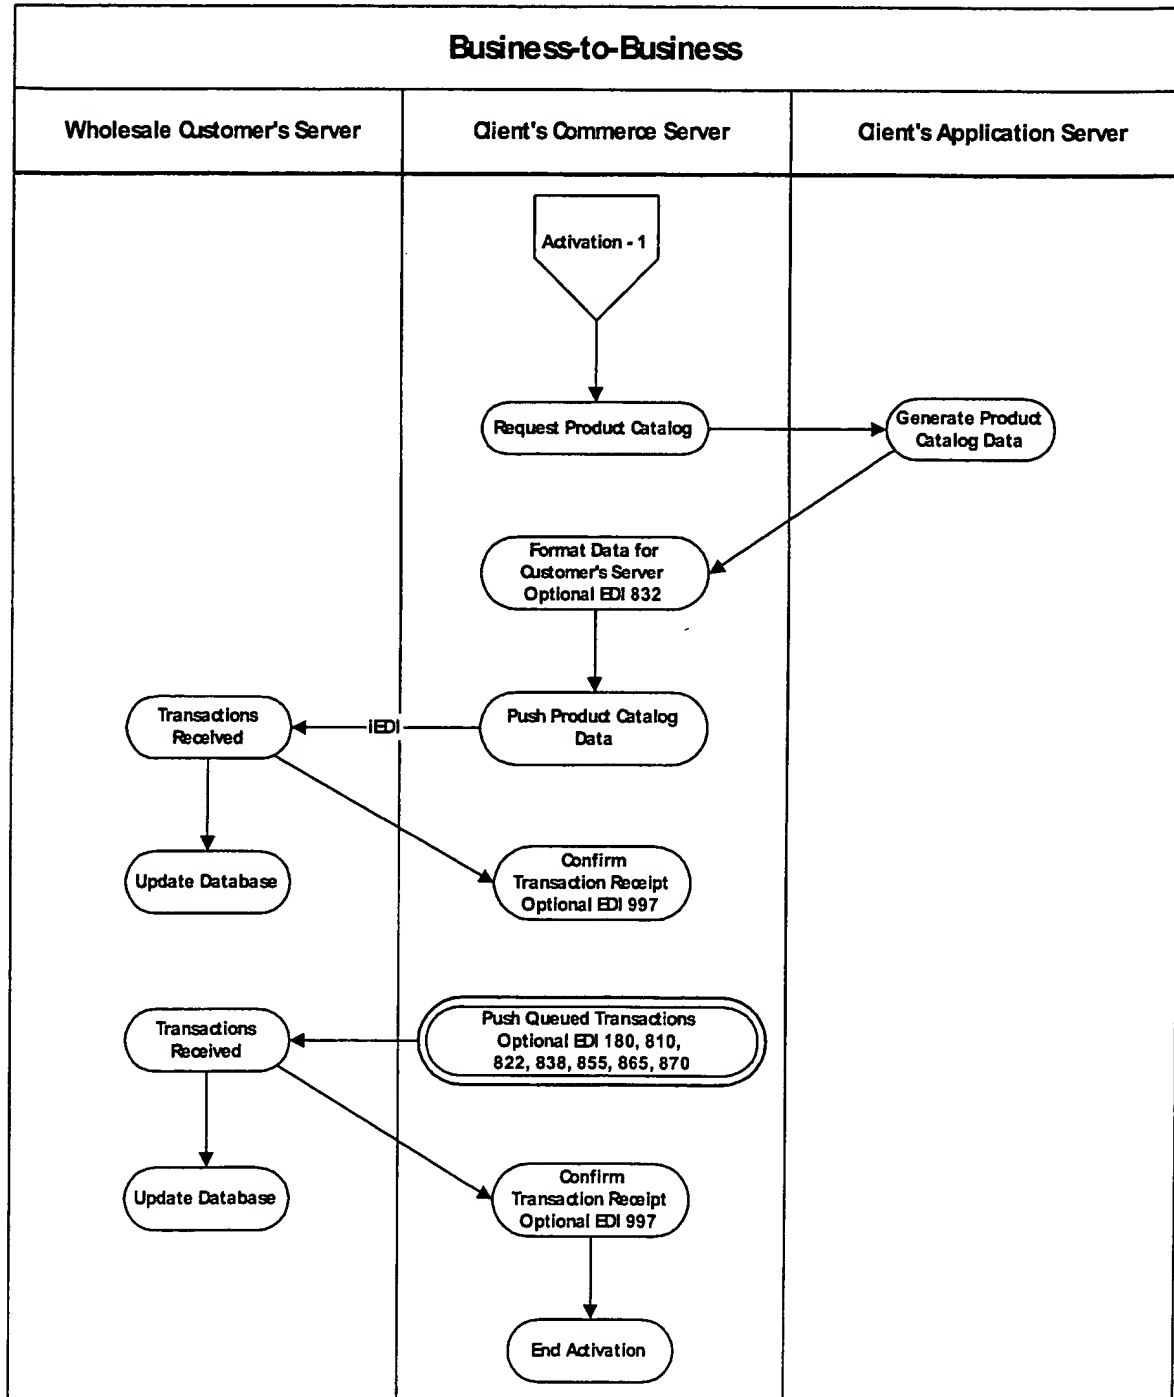 Business-to-Business
Wholesale Customer's Server
Client's Commerce Server
Client's Application Server
Activation - 1
Request Product Catalog
Generate Product
Catalog Data
Format Data for
Customer's Server
Optional EDI 832
Transactions
Received
iEDI
Push Product Catalog
Data
Update Database
Confirm
Transaction Receipt
Optional EDI 997
Transactions
Received
Push Queued Transactions
Optional EDI 180, 810,
822, 838, 855, 865, 870
Update Database
Confirm
Transaction Receipt
Optional EDI 997
End Activation